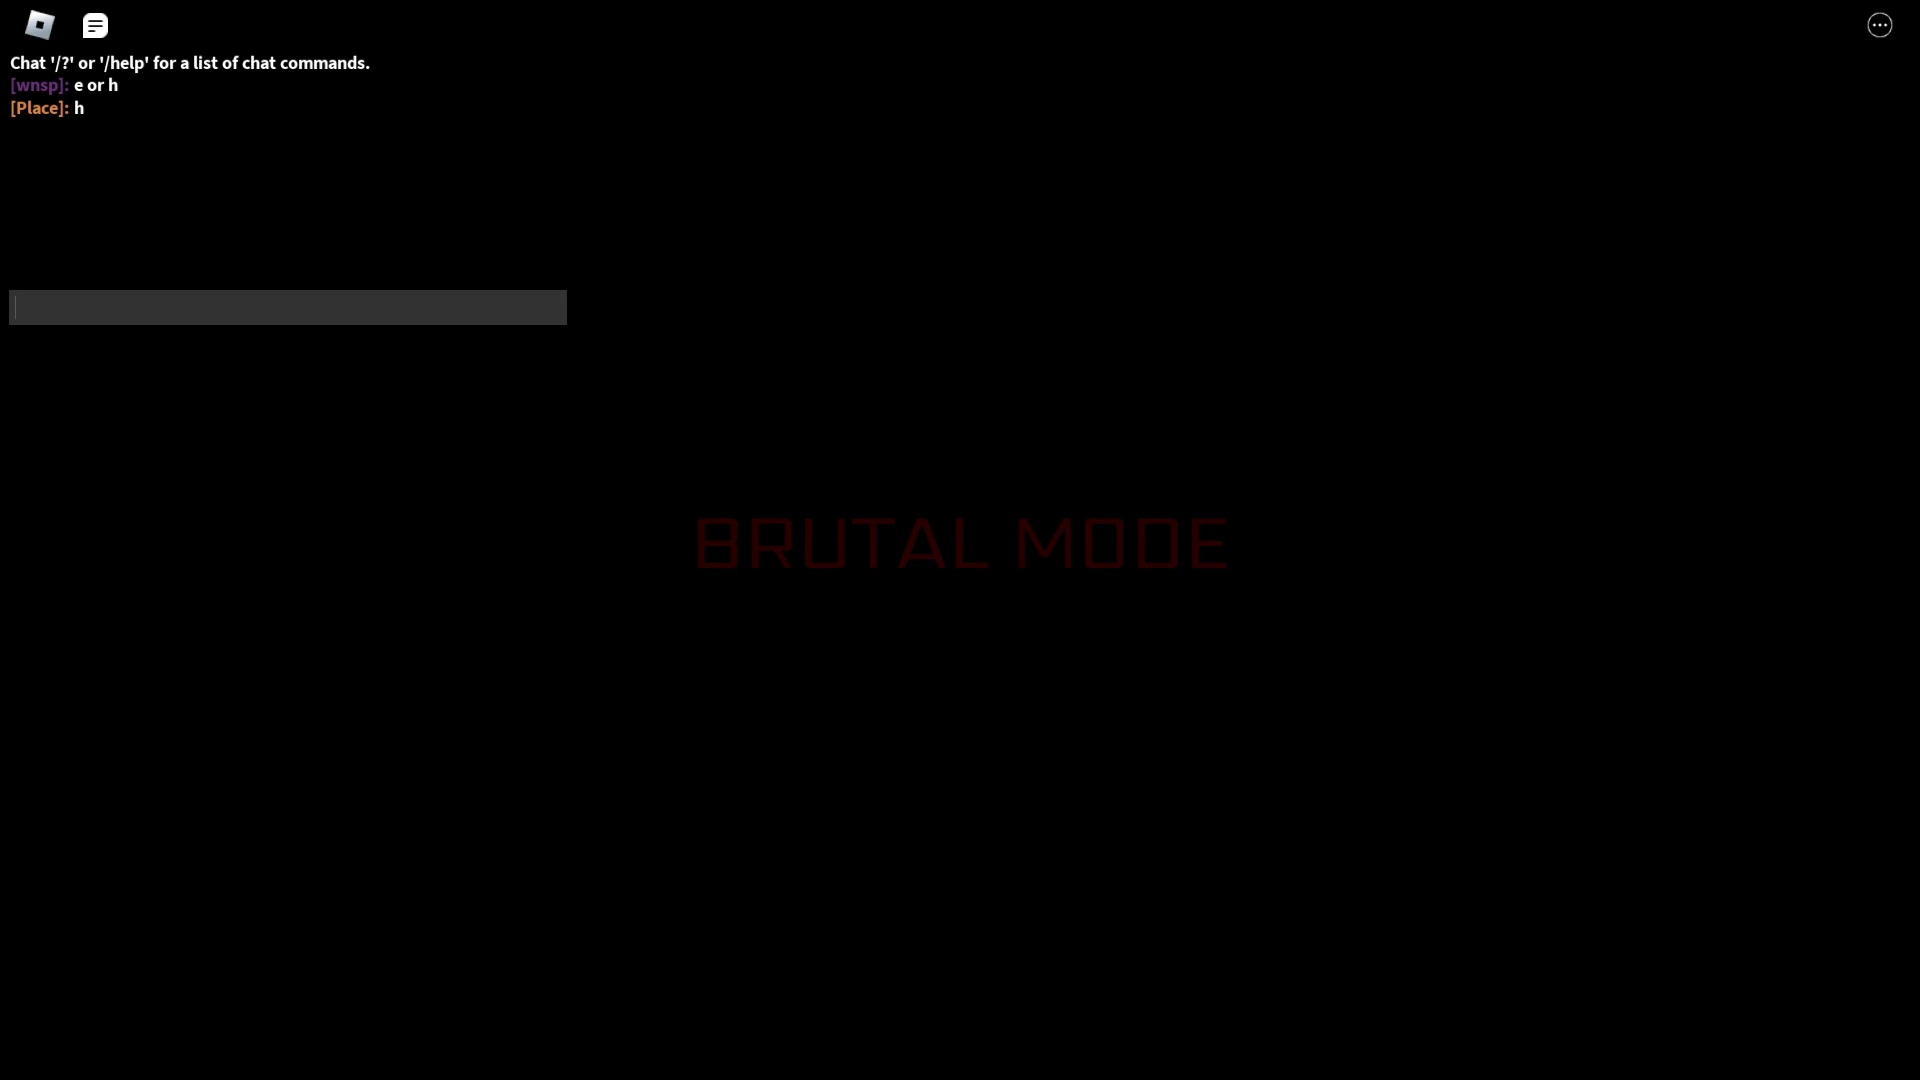 Chat '/?' or '/help' for a list of chat commands.
[wnsp]: e or h
[Place]: h
BRUTAL MODE